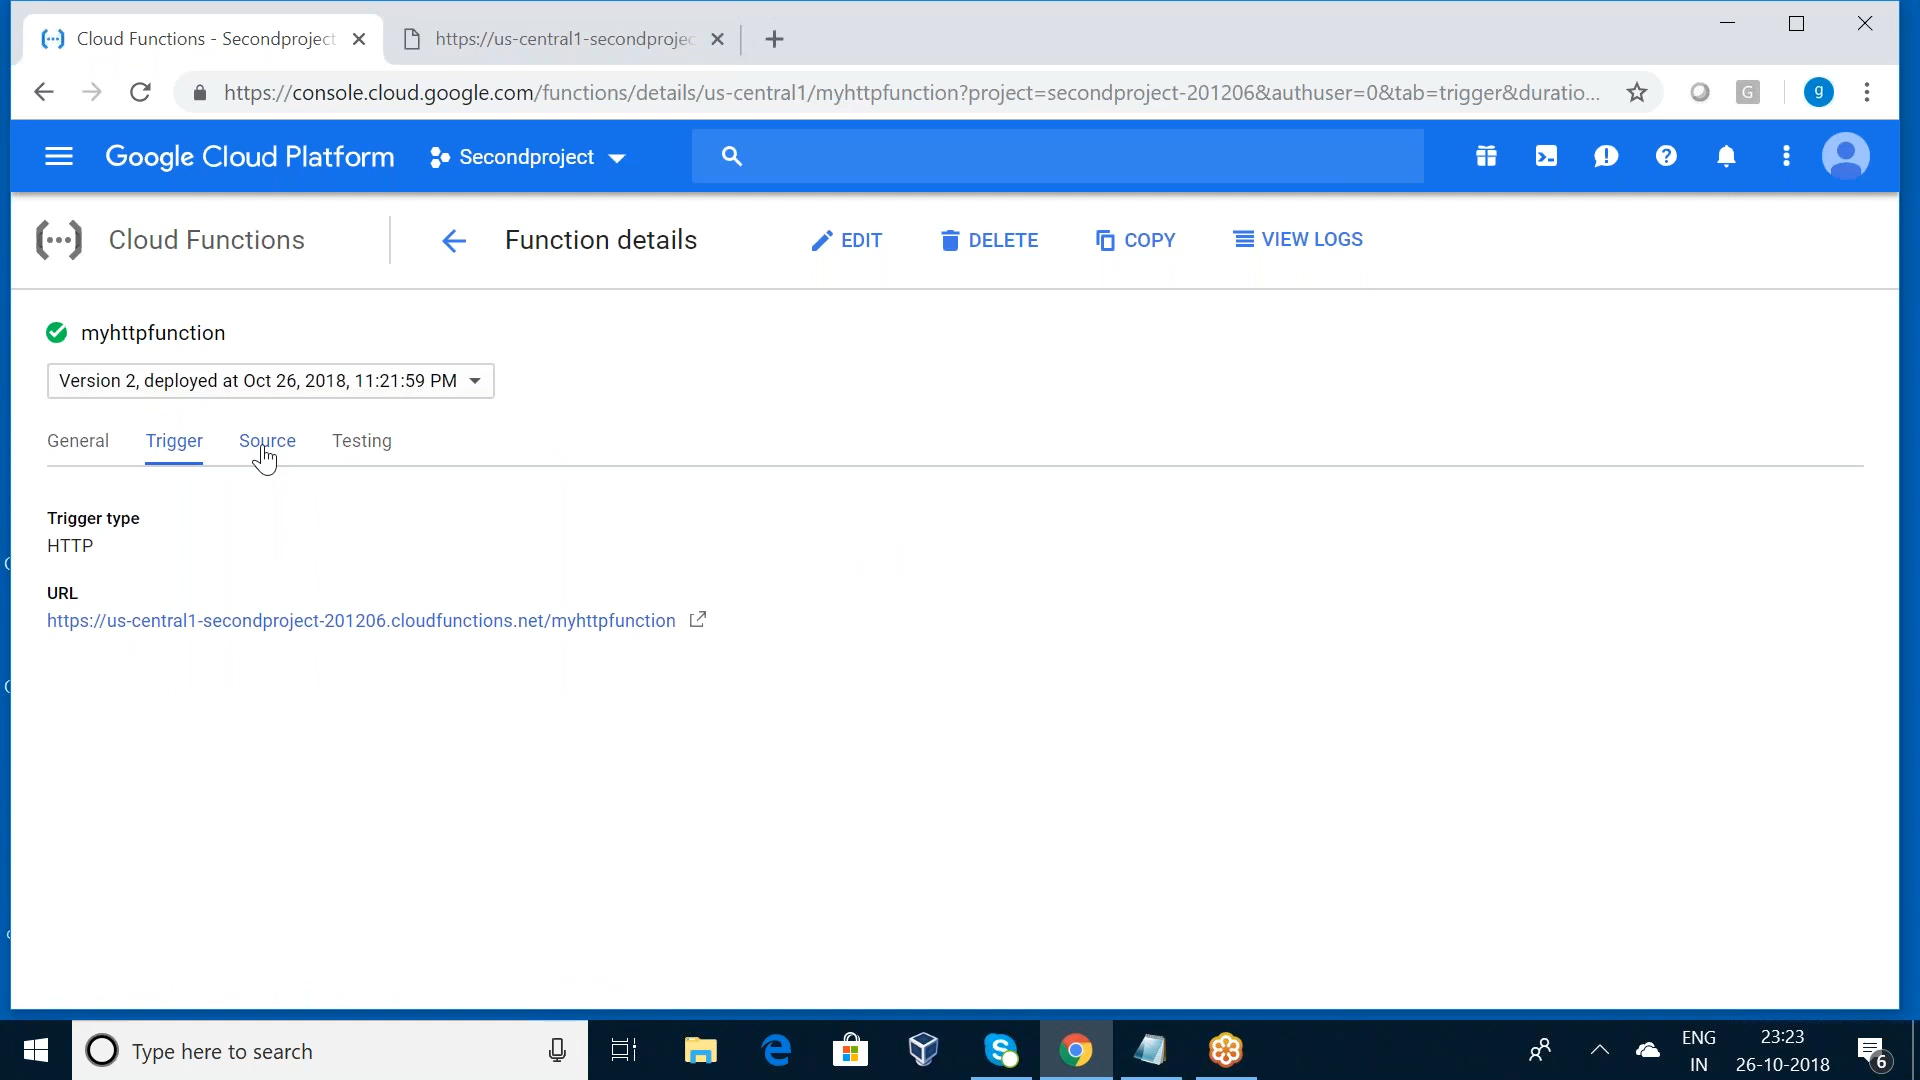 Cloud Functions - Secondproject
https://us-central1-secondprojec
https://console.cloud.google.com/functions/details/us-central1/myhttpfunction?project=secondproject-201206&authuser=0&tab=trigger&duratio...
G
g
Google Cloud Platform
Secondproject
Cloud Functions
Function details
EDIT
DELETE
COPY
VIEW LOGS
myhttpfunction
Version 2, deployed at Oct 26, 2018, 11:21:59 PM
General
Trigger
Source
Testing
Trigger type
HTTP
URL
https://us-central1-secondproject-201206.cloudfunctions.net/myhttpfunction
Type here to search
ENG
IN
23:23
26-10-2018
6